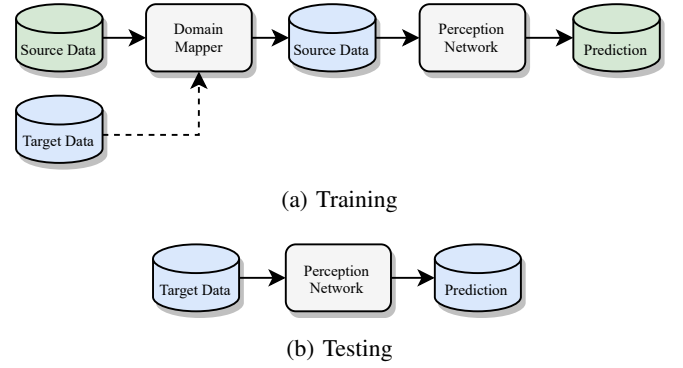 Source Data
Domain
Mapper
Source Data
Perception
Network
Prediction
Target Data
(a) Training
Target Data
Perception
Network
Prediction
(b) Testing